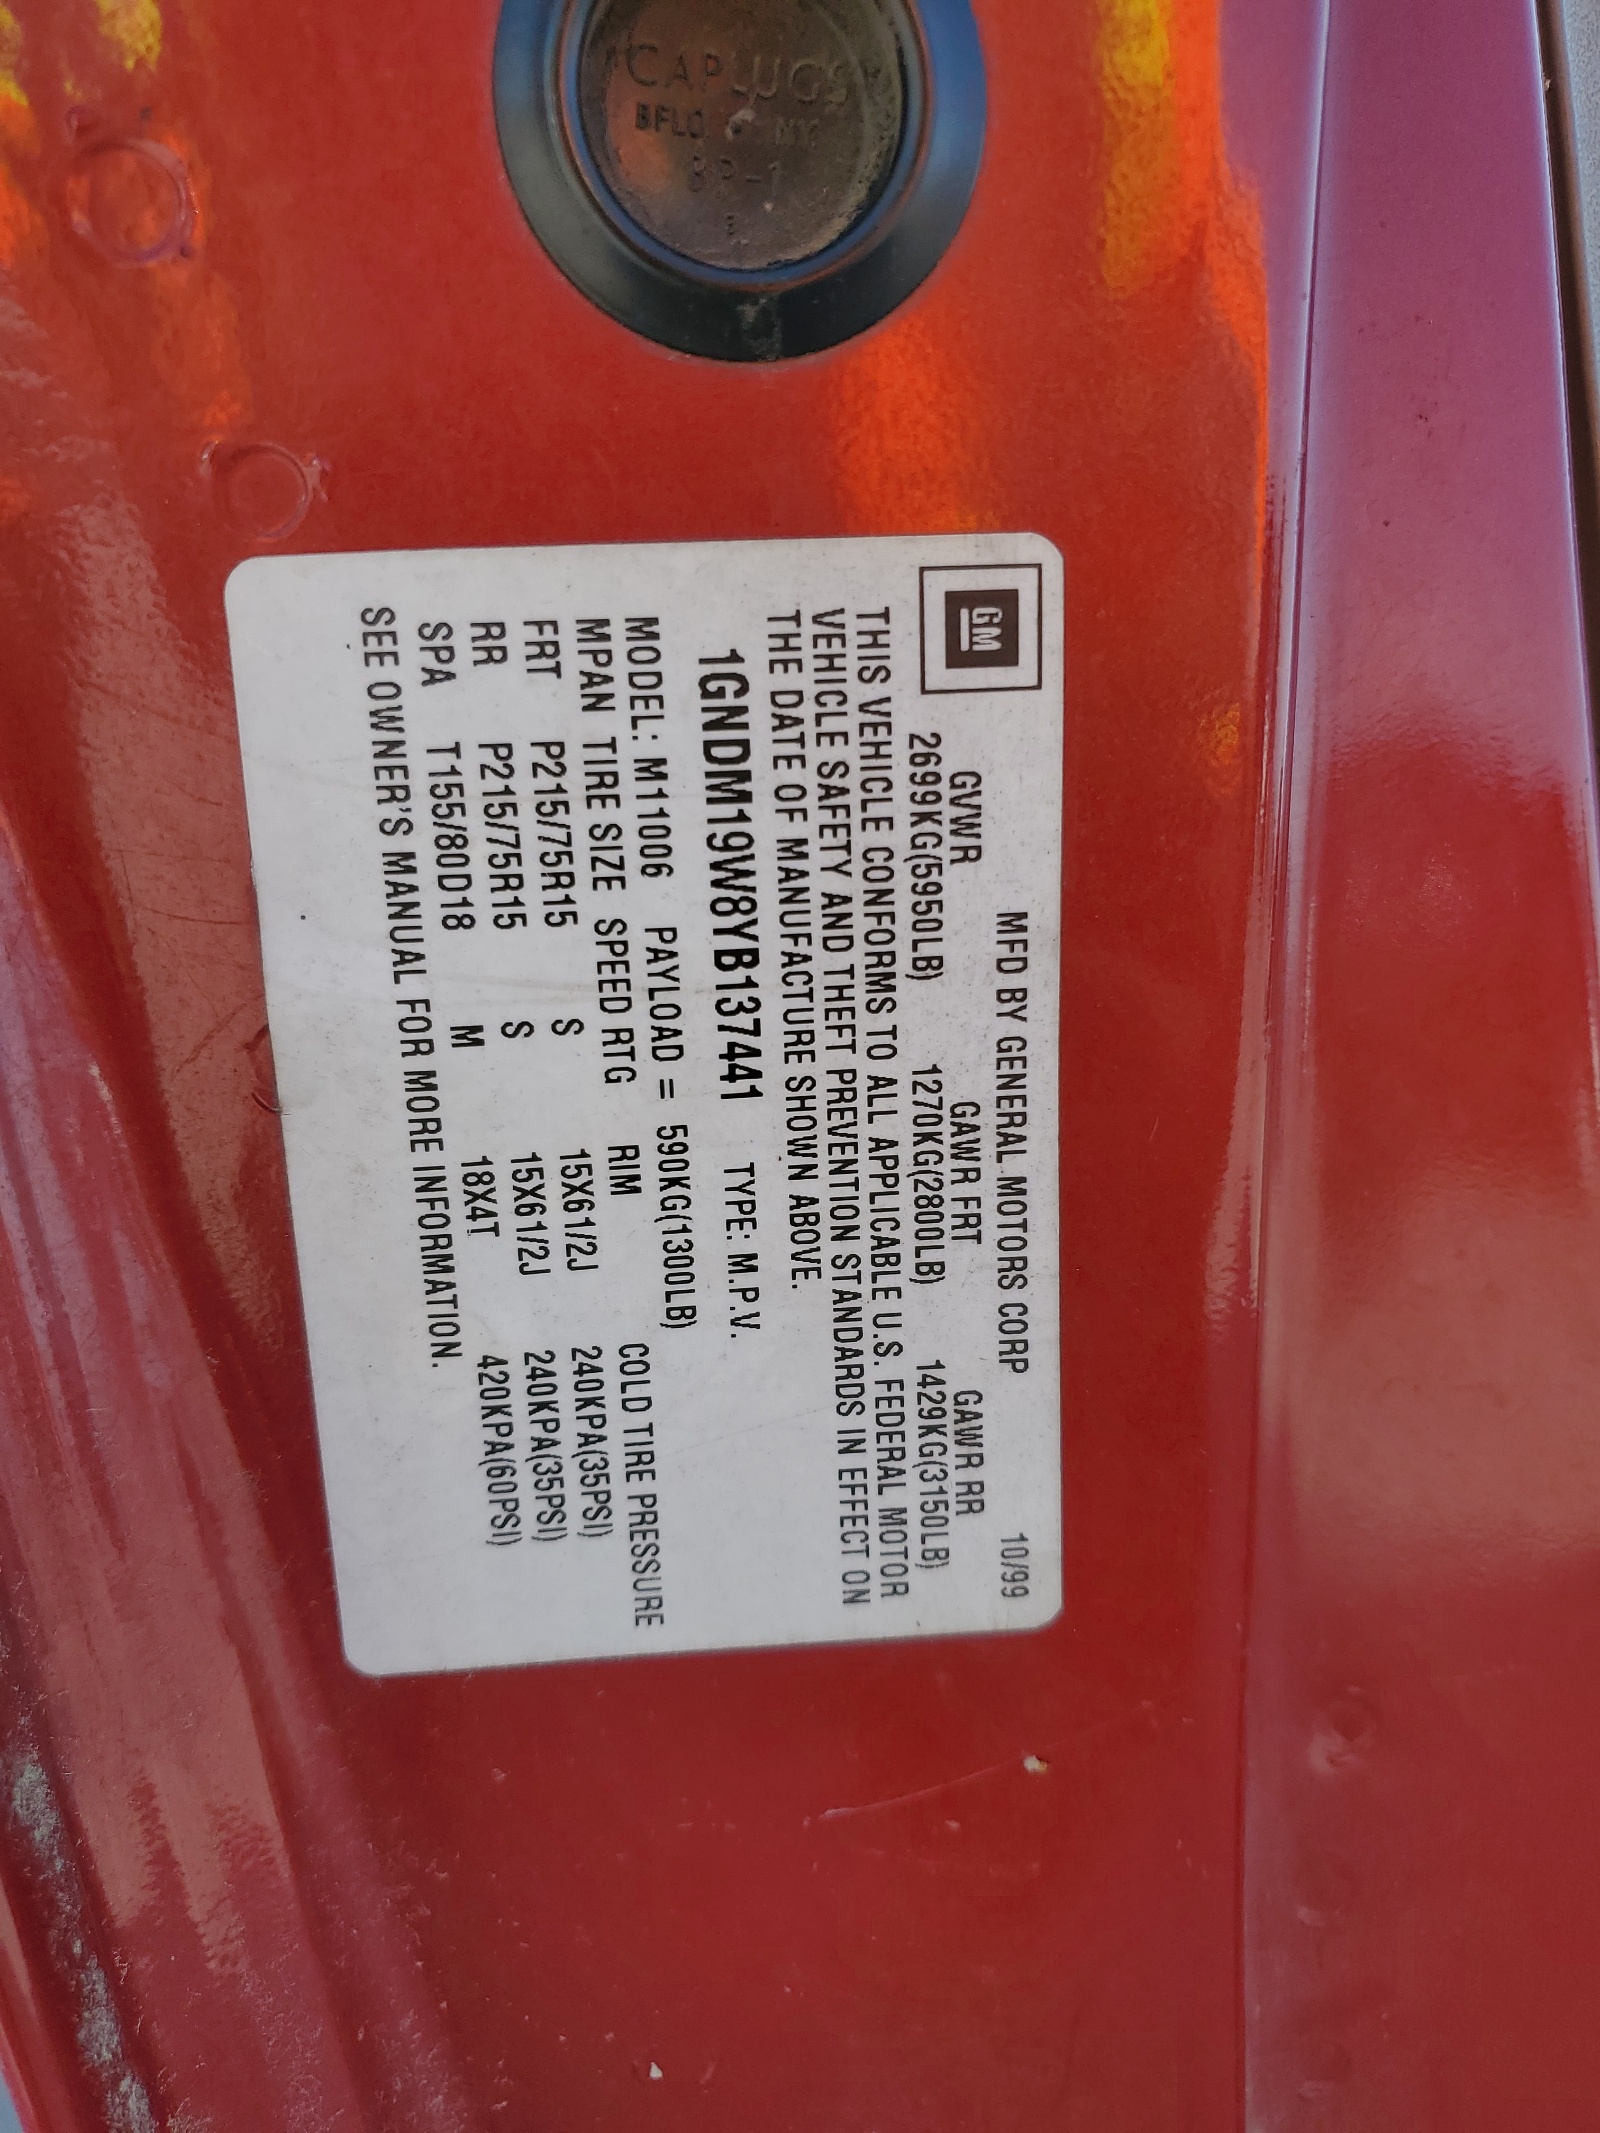 CAPLUGS
BFLO. NY.
BP-1
GM
MFD BY GENERAL MOTORS CORP 10/99
GVWR GAWR FRT GAWR RR
2699KG(5950LB) 1270KG(2800LB) 1429KG(3150LB)
THIS VEHICLE CONFORMS TO ALL APPLICABLE U.S. FEDERAL MOTOR
VEHICLE SAFETY AND THEFT PREVENTION STANDARDS IN EFFECT ON
THE DATE OF MANUFACTURE SHOWN ABOVE.
1GNDM19W8YB137441 TYPE: M.P.V.
MODEL: M11006 PAYLOAD = 590KG(1300LB)
MPAN TIRE SIZE SPEED RTG RIM COLD TIRE PRESSURE
FRT P215/75R15 S 15X61/2J 240KPA(35PSI)
RR P215/75R15 S 15X61/2J 240KPA(35PSI)
SPA T155/80D18 M 18X4T 420KPA(60PSI)
SEE OWNER'S MANUAL FOR MORE INFORMATION.